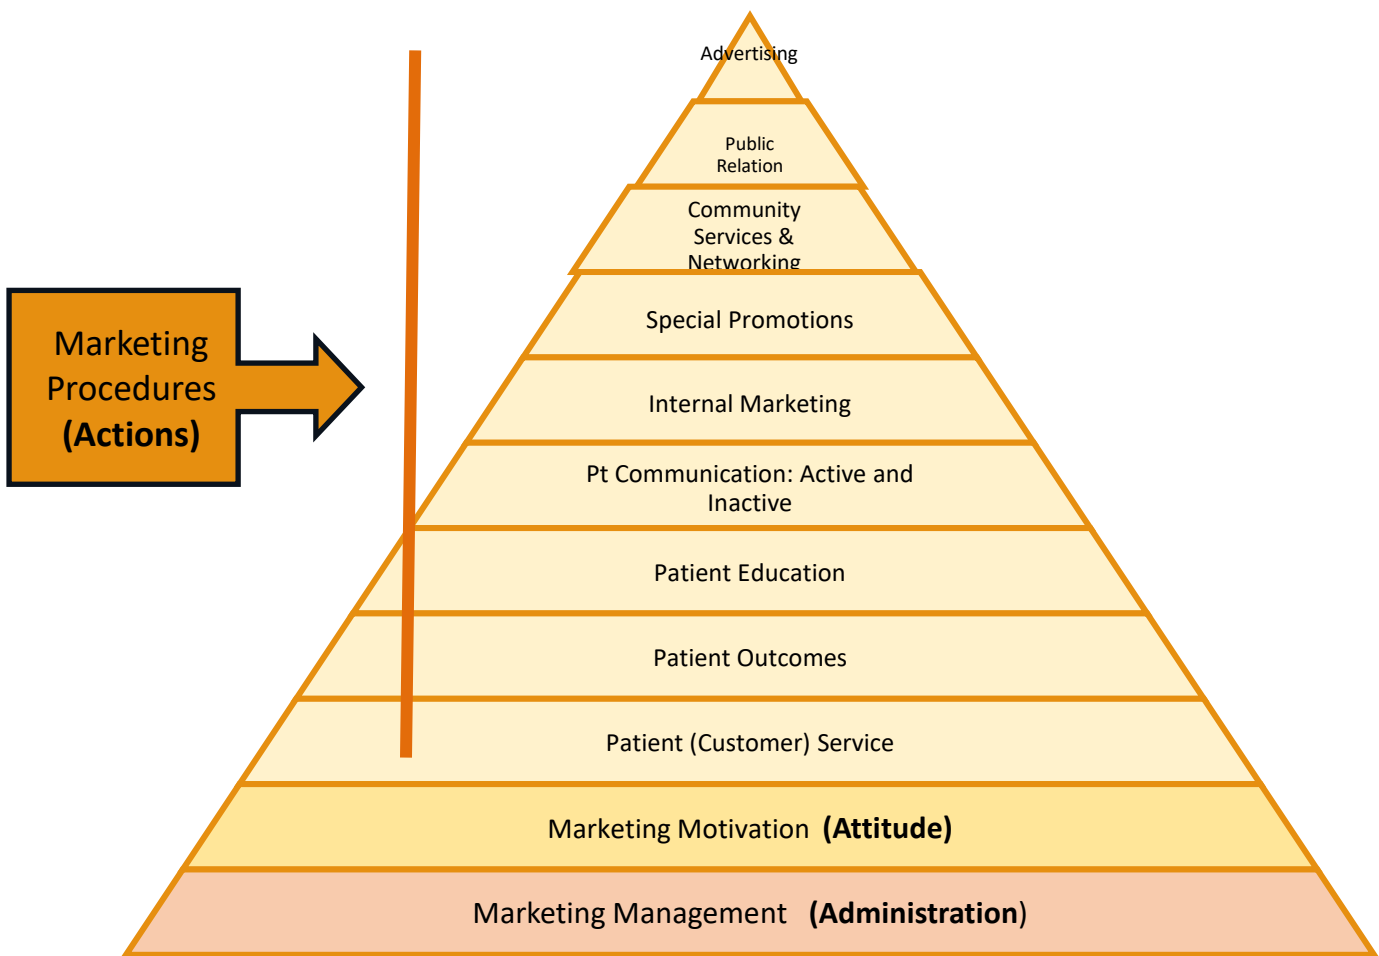 Advertising
Public
Relation
Community
Services &
Networking
Special Promotions
Marketing
Procedures
(Actions)
Internal Marketing
Pt Communication: Active and
Inactive
Patient Education
Patient Outcomes
Patient (Customer) Service
Marketing Motivation (Attitude)
Marketing Management (Administration)